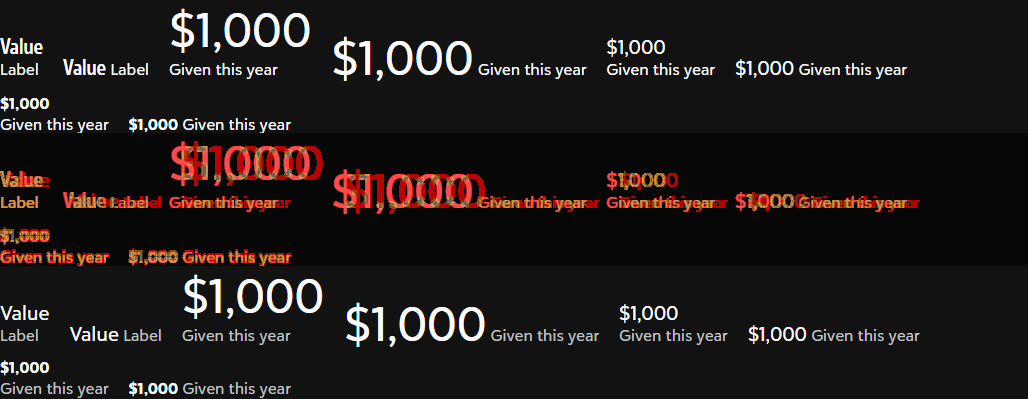 Value
Label
Value Label
$1,000
Given this year
$1,000 Given this year
$1,000
Given this year
$1,000 Given this year
$1,000
Given this year
$1,000 Given this year
Value
Label
Value Label
$1,000
Given this year
$1,000 Given this year
$1,000
Given this year
$1,000 Given this year
$1,000
Given this year
$1,000 Given this year
Value
Label
Value Label
$1,000
Given this year
$1,000 Given this year
$1,000
Given this year
$1,000 Given this year
$1,000
Given this year
$1,000 Given this year